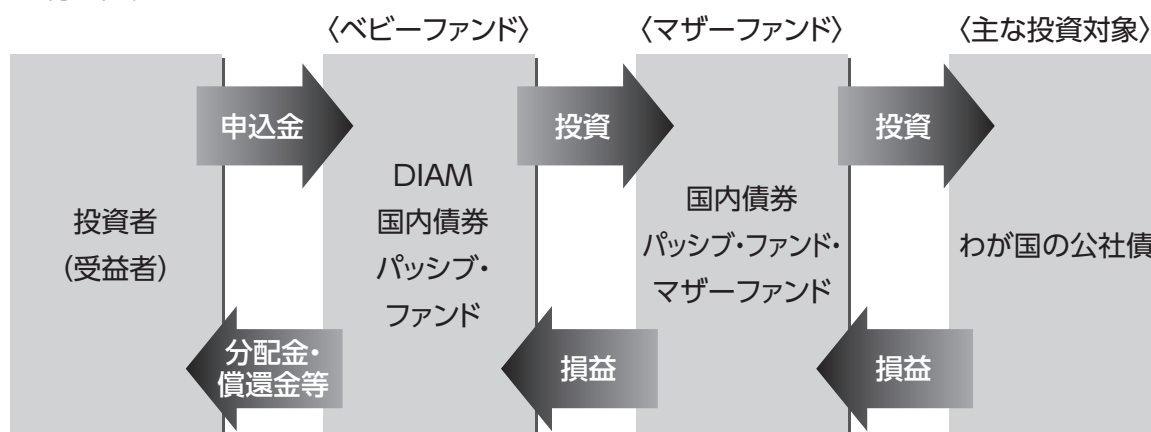 〈ベビーファンド〉
〈マザーファンド〉
〈主な投資対象〉
申込金
投資
投資
投資者
(受益者)
DIAM
国内債券
パッシブ・
ファンド
国内債券
パッシブ・ファンド・
マザーファンド
わが国の公社債
分配金・
償還金等
損益
損益